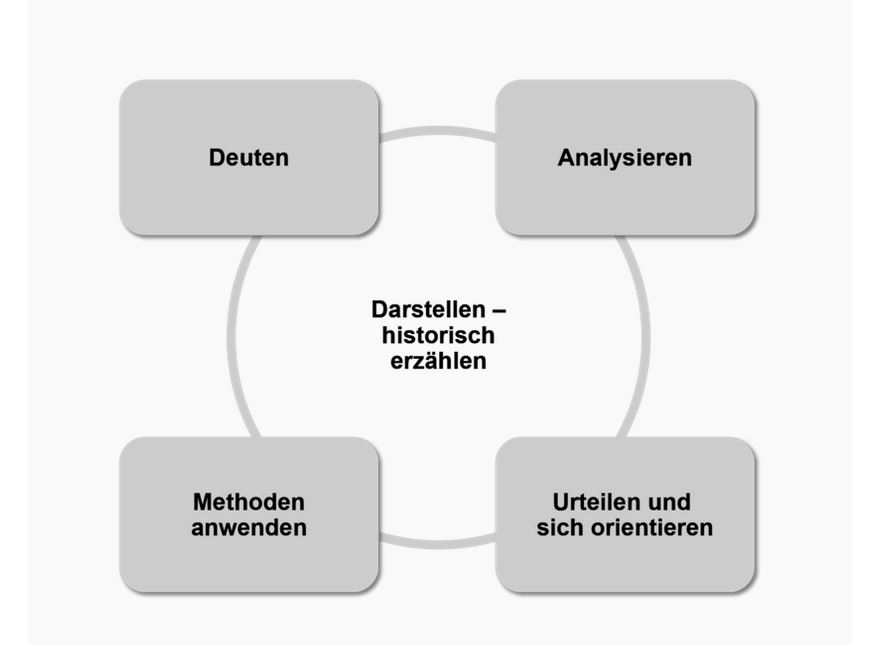 Deuten
Analysieren
Darstellen –
historisch
erzählen
Methoden
anwenden
Urteilen und
sich orientieren